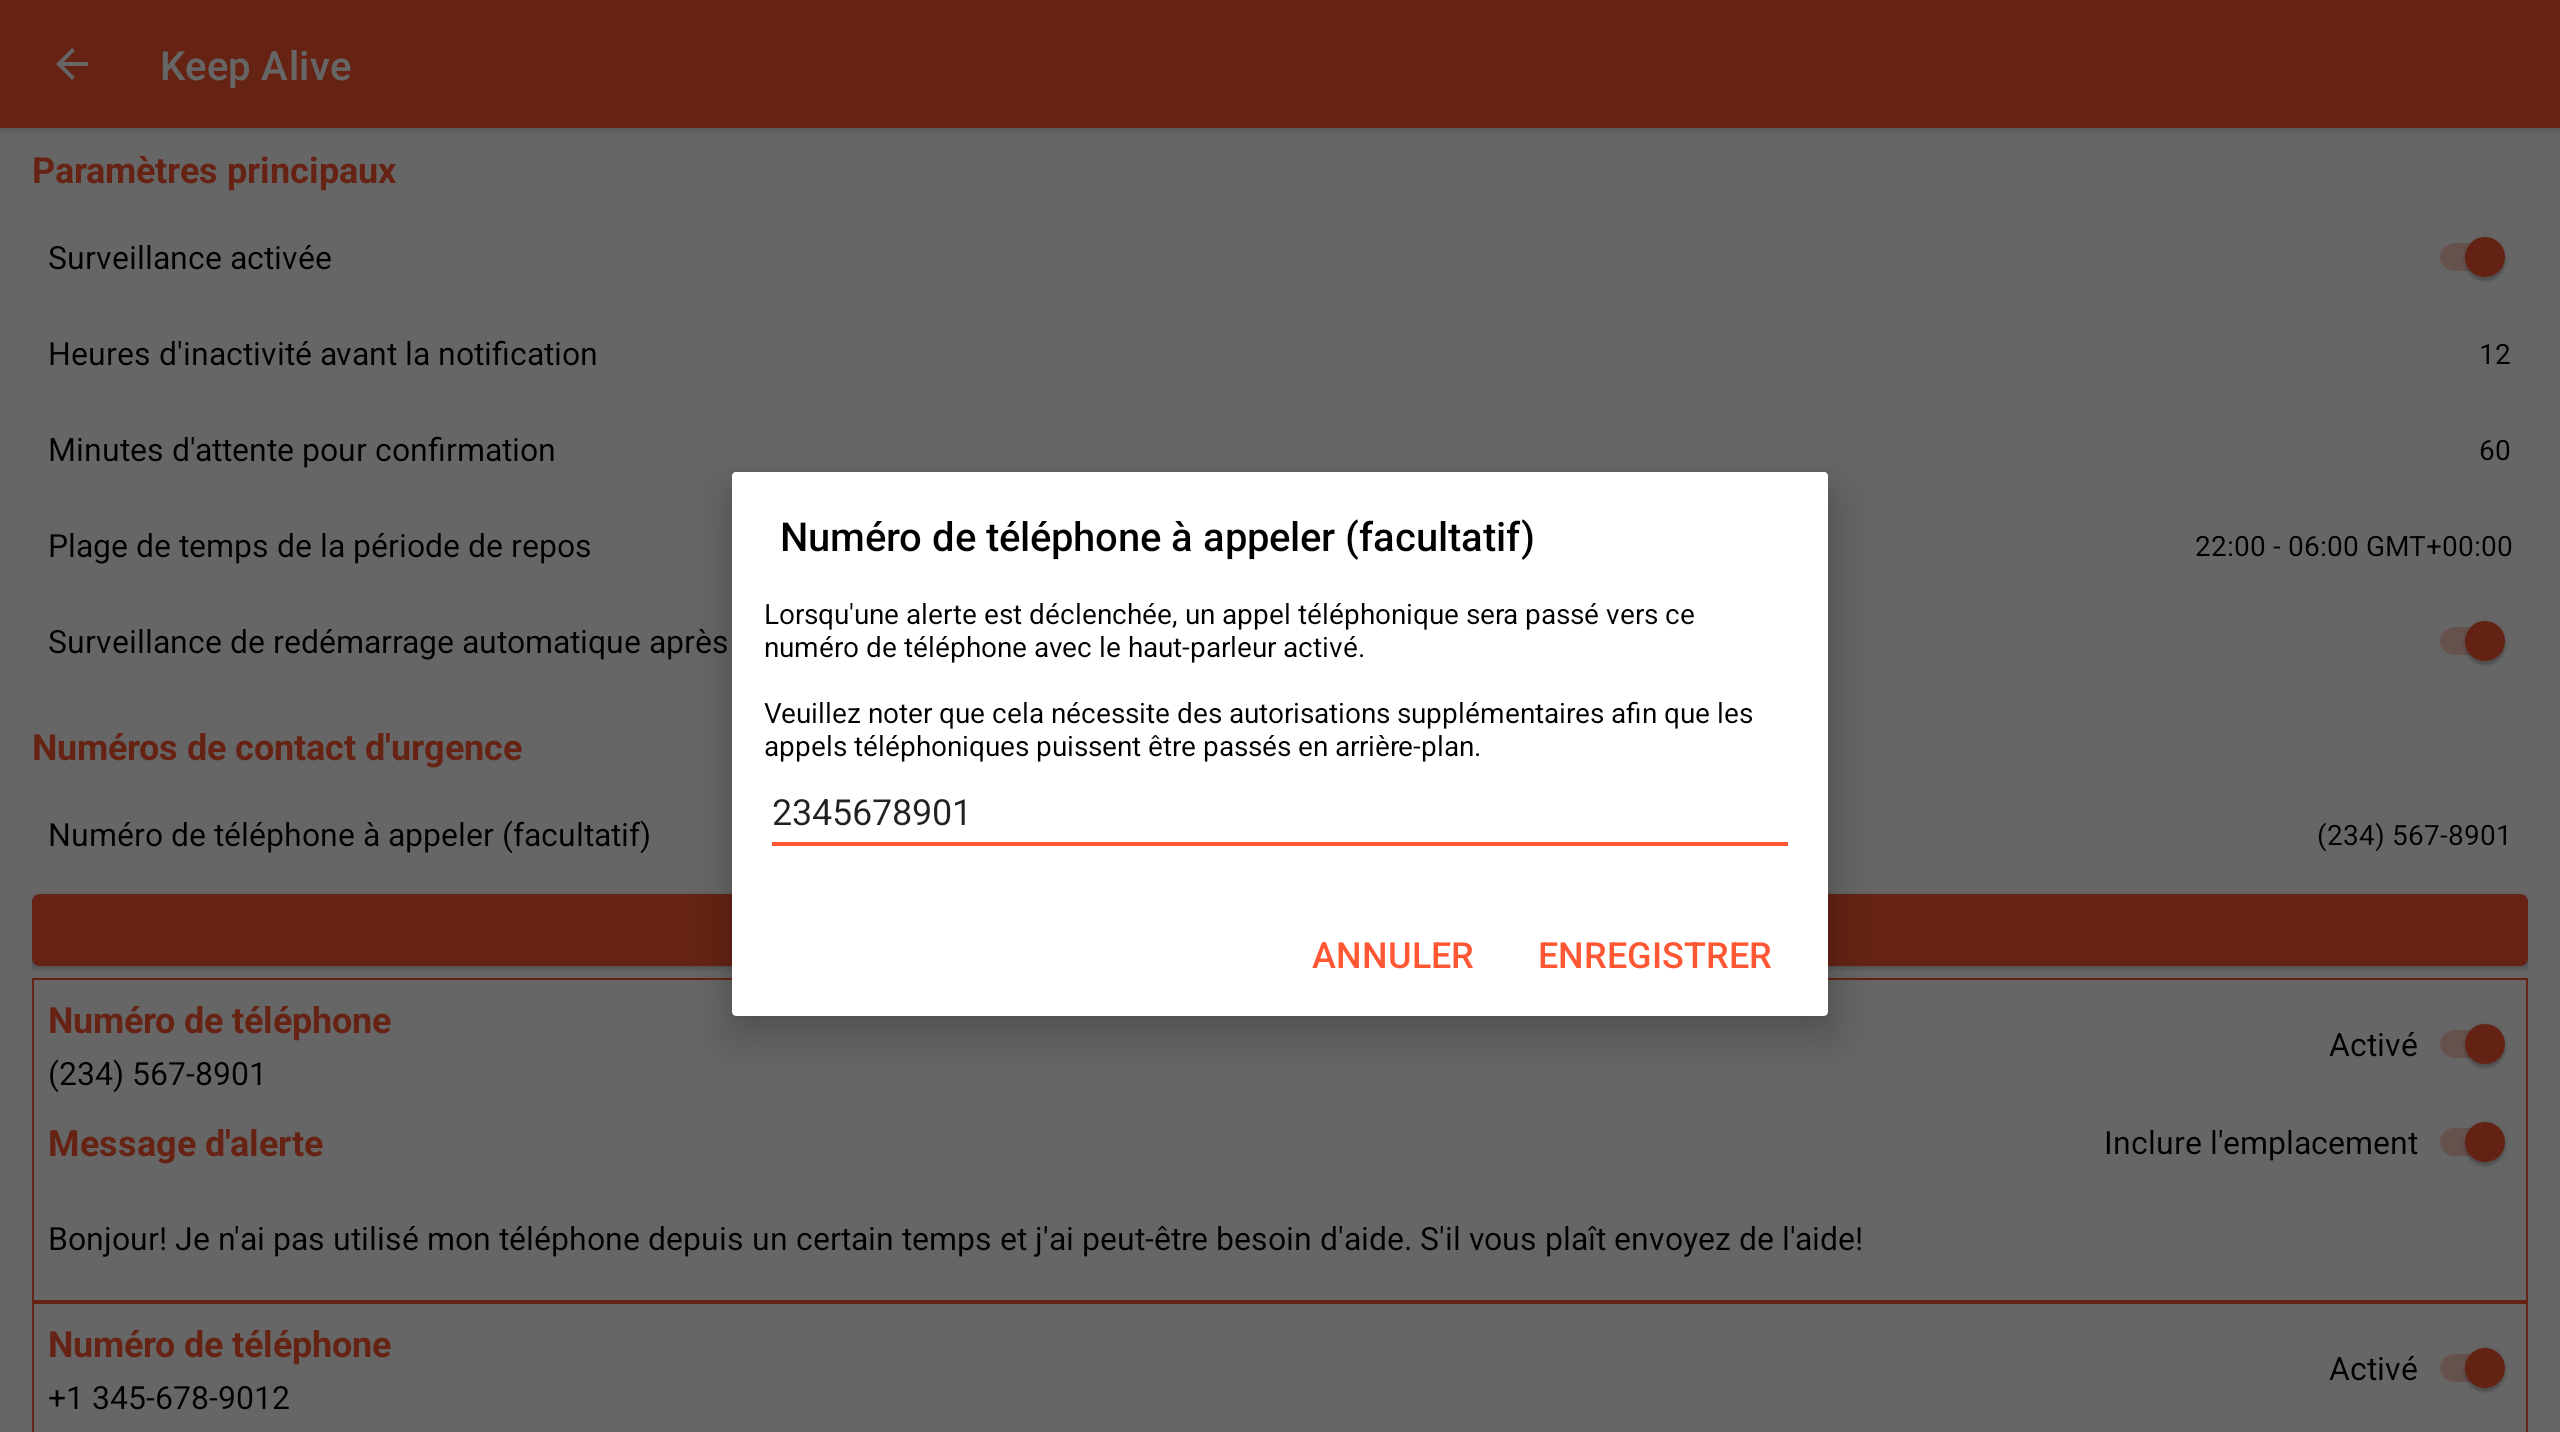 Keep Alive
Paramètres principaux
Surveillance activée
Heures d'inactivité avant la notification
12
Minutes d'attente pour confirmation
60
Plage de temps de la période de repos
22:00 - 06:00 GMT+00:00
Surveillance de redémarrage automatique après
Numéros de contact d'urgence
Numéro de téléphone à appeler (facultatif)
(234) 567-8901
Numéro de téléphone à appeler (facultatif)
Lorsqu'une alerte est déclenchée, un appel téléphonique sera passé vers ce
numéro de téléphone avec le haut-parleur activé.
Veuillez noter que cela nécessite des autorisations supplémentaires afin que les
appels téléphoniques puissent être passés en arrière-plan.
2345678901
ANNULER
ENREGISTRER
Numéro de téléphone
(234) 567-8901
Activé
Message d'alerte
Inclure l'emplacement
Bonjour! Je n'ai pas utilisé mon téléphone depuis un certain temps et j'ai peut-être besoin d'aide. S'il vous plaît envoyez de l'aide!
Numéro de téléphone
+1 345-678-9012
Activé